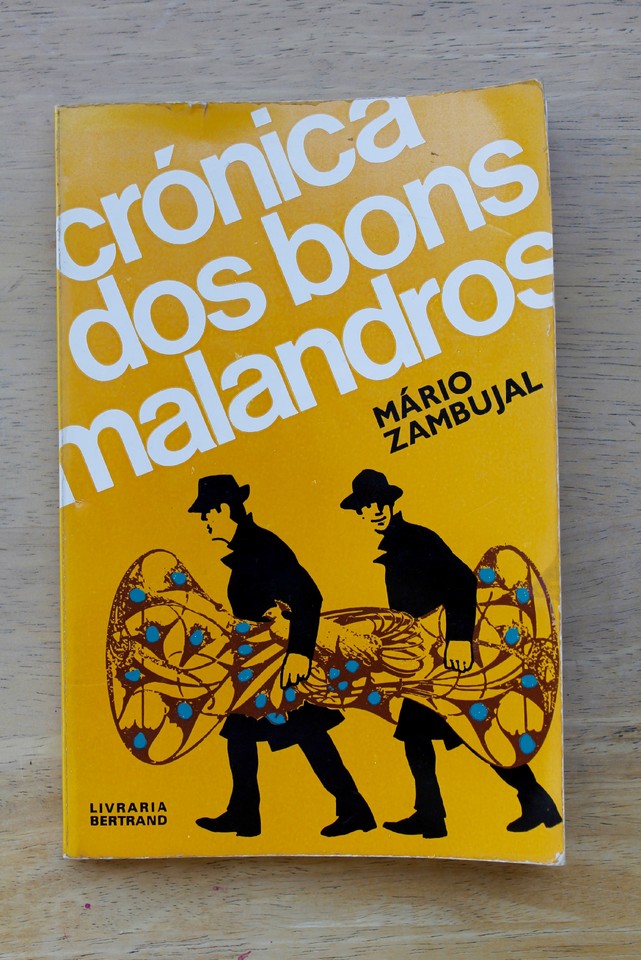 crónica
dos bons
malandros
MÁRIO
ZAMBUJAL
LIVRARIA
BERTRAND